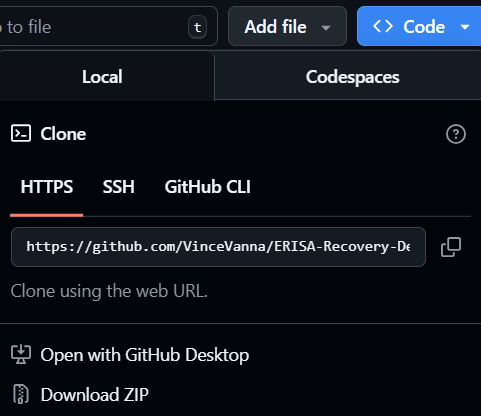 to file t Add file Code
Local Codespaces
Clone
HTTPS SSH GitHub CLI
https://github.com/VinceVanna/ERISA-Recovery-De
Clone using the web URL.
Open with GitHub Desktop
Download ZIP